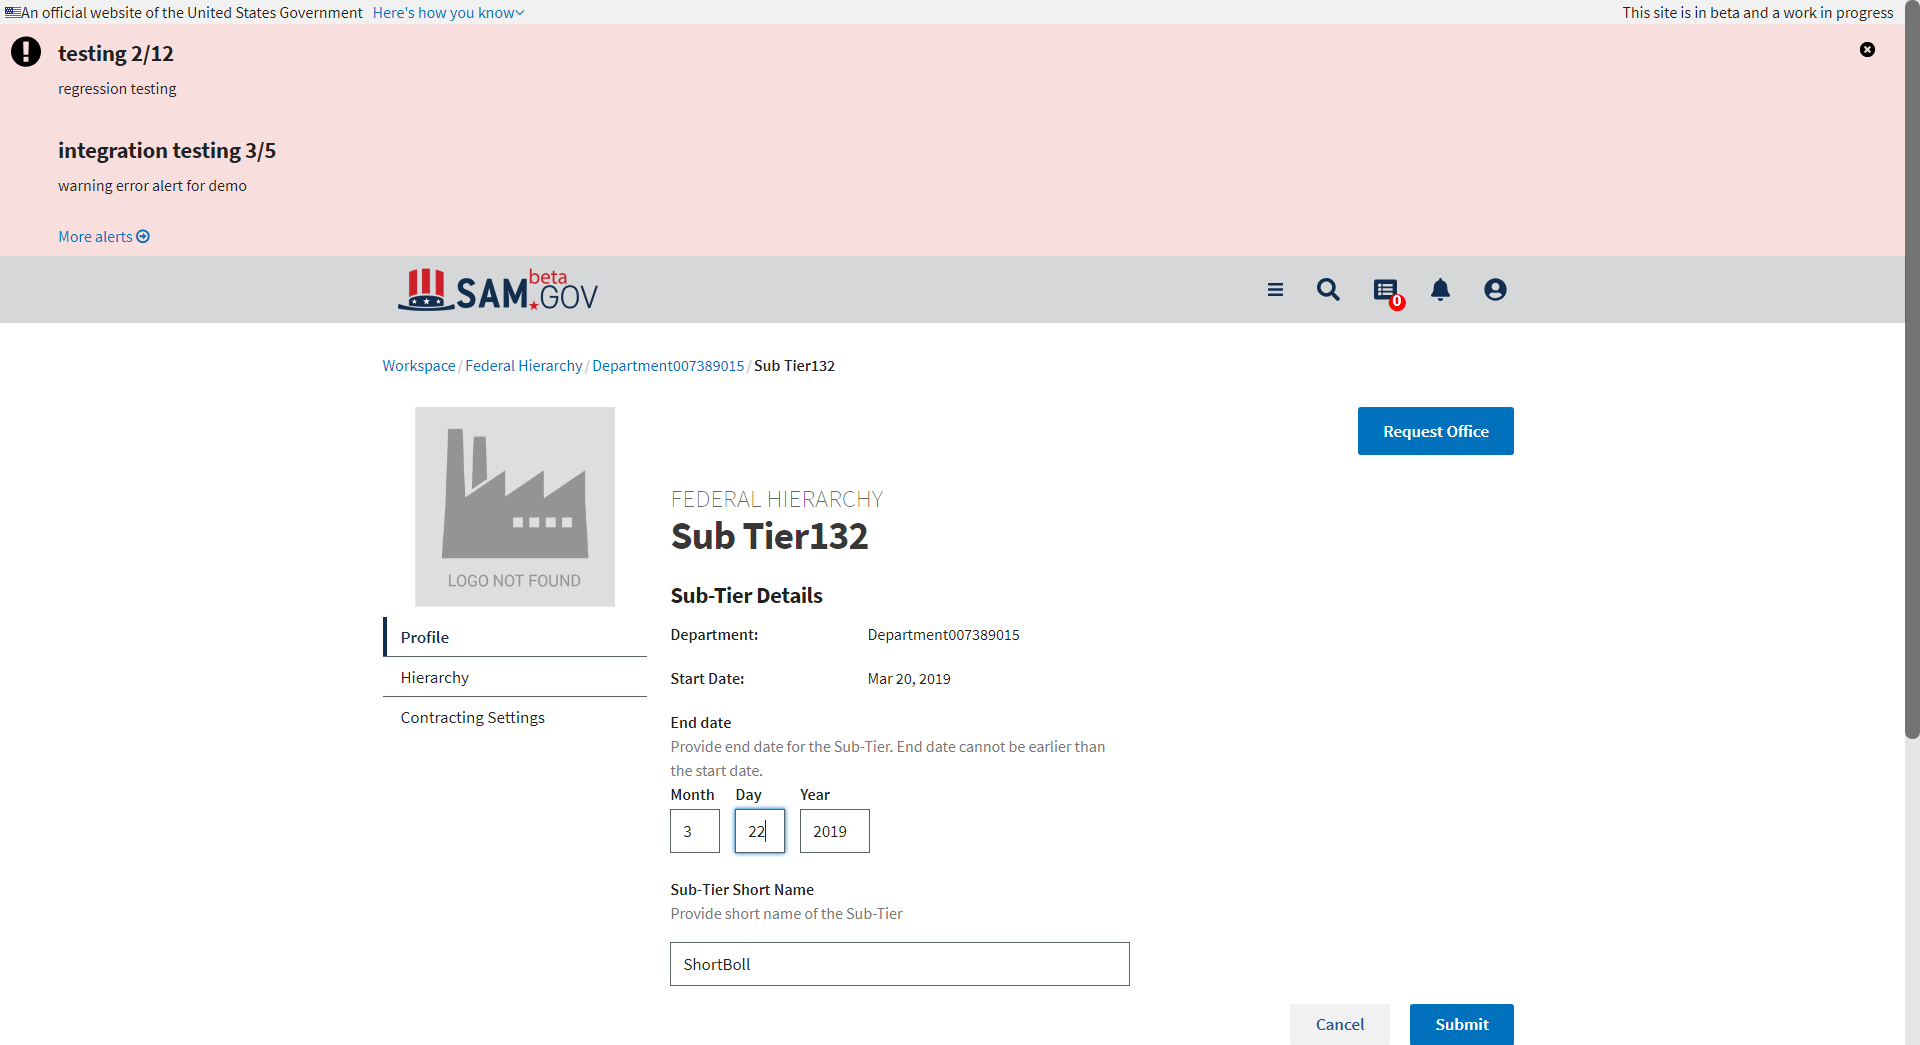 An official website of the United States Government Here's how you know
This site is in beta and a work in progress
testing 2/12
regression testing
integration testing 3/5
warning error alert for demo
More alerts
SAM beta .GOV
0
Workspace / Federal Hierarchy / Department007389015 / Sub Tier132
LOGO NOT FOUND
Request Office
Profile
Hierarchy
Contracting Settings
FEDERAL HIERARCHY
Sub Tier132
Sub-Tier Details
Department: Department007389015
Start Date: Mar 20, 2019
End date
Provide end date for the Sub-Tier. End date cannot be earlier than
the start date.
Month Day Year
3 22 2019
Sub-Tier Short Name
Provide short name of the Sub-Tier
ShortBoll
Cancel Submit